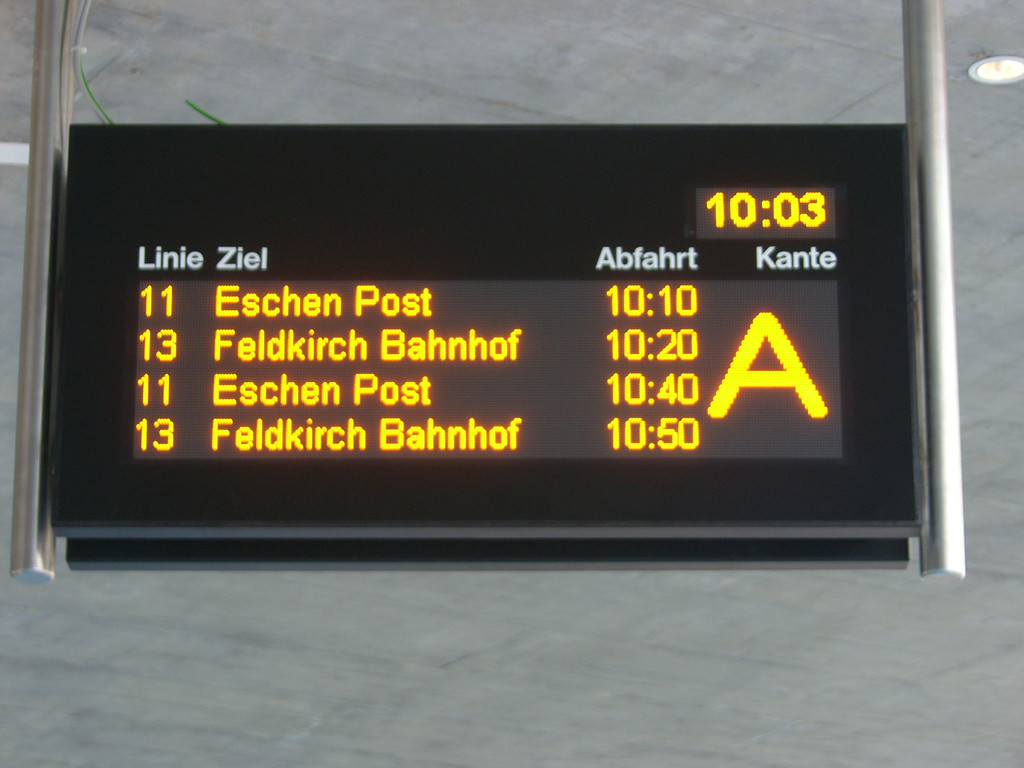 10:03
Linie Ziel Abfahrt Kante
11 Eschen Post 10:10
13 Feldkirch Bahnhof 10:20
11 Eschen Post 10:40
13 Feldkirch Bahnhof 10:50
A